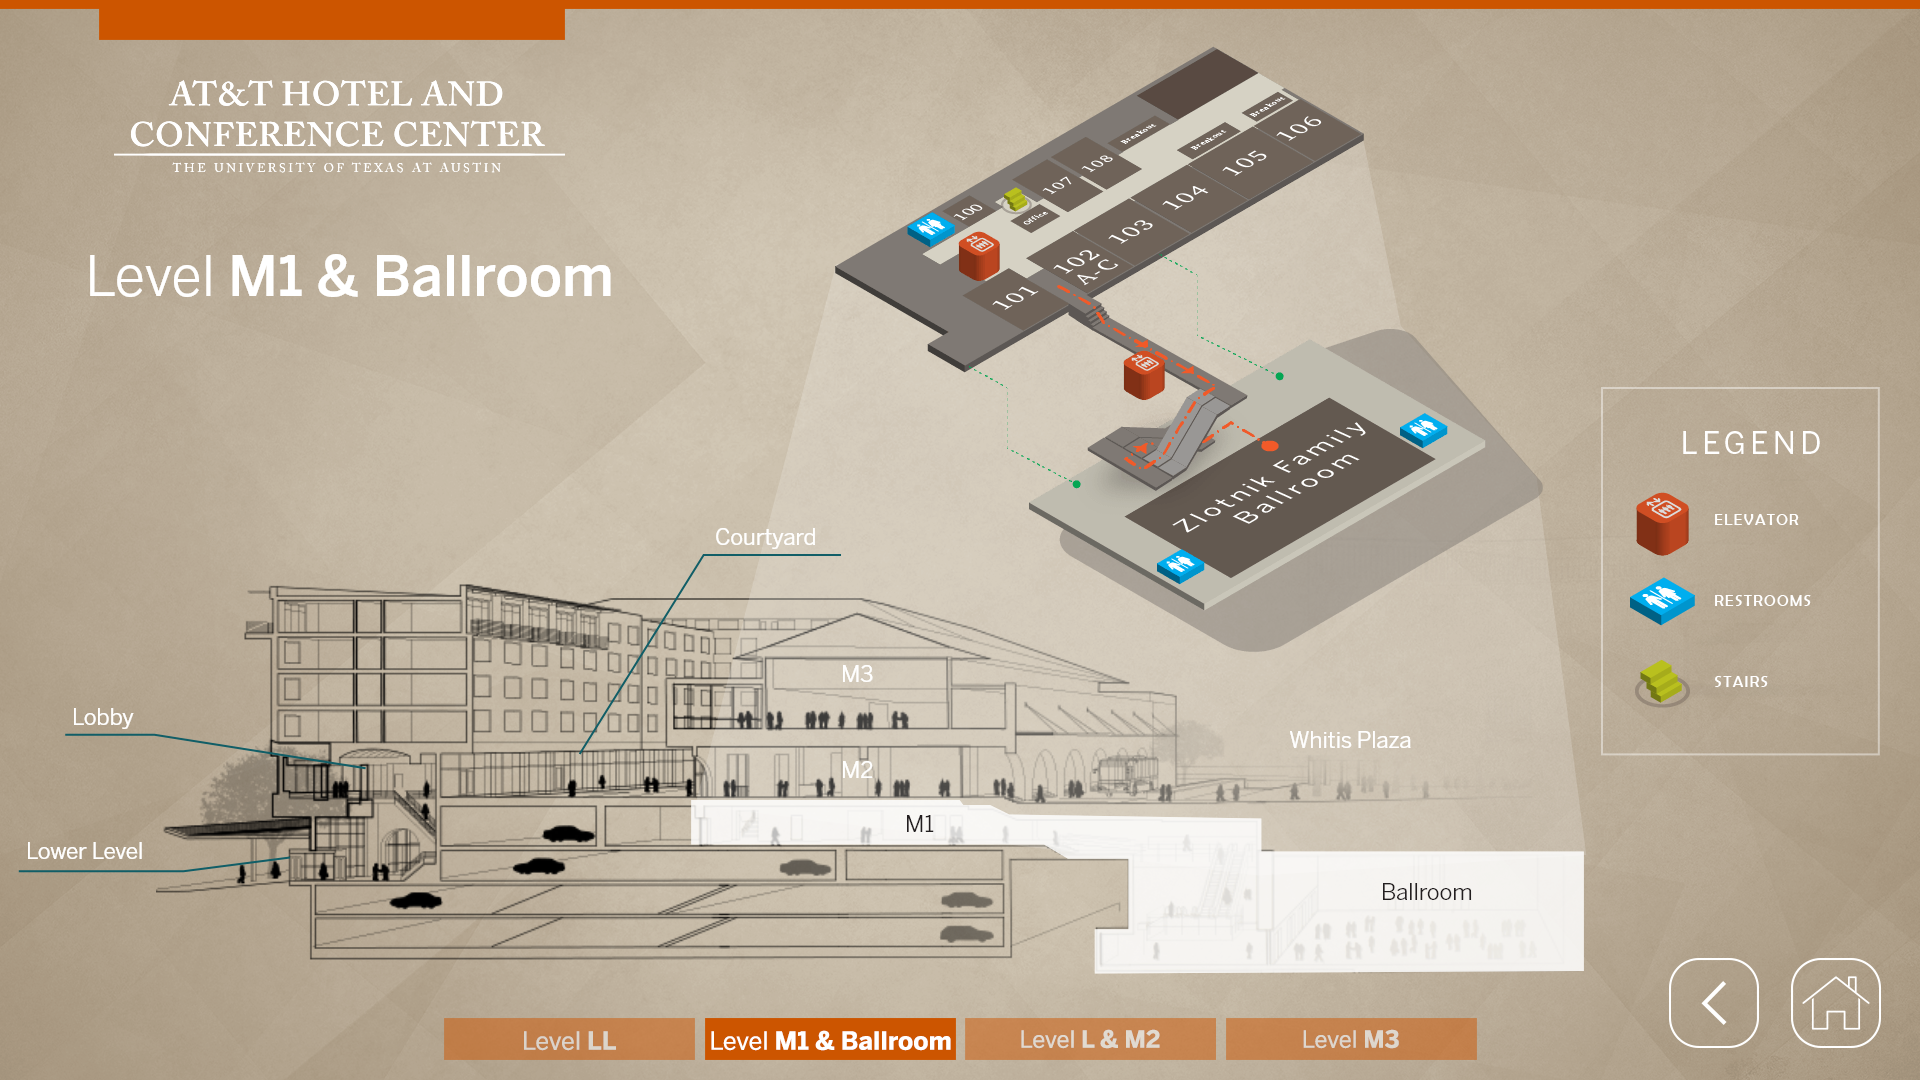 AT&T HOTEL AND
CONFERENCE CENTER
THE UNIVERSITY OF TEXAS AT AUSTIN
Level M1 & Ballroom
Breakout
106
Breakout
105
Breakout
108
107
104
100
Office
103
102
A-C
101
Zlotnik Family
Ballroom
LEGEND
ELEVATOR
RESTROOMS
STAIRS
Courtyard
M3
Lobby
Whitis Plaza
M2
M1
Lower Level
Ballroom
Level LL
Level M1 & Ballroom
Level L & M2
Level M3